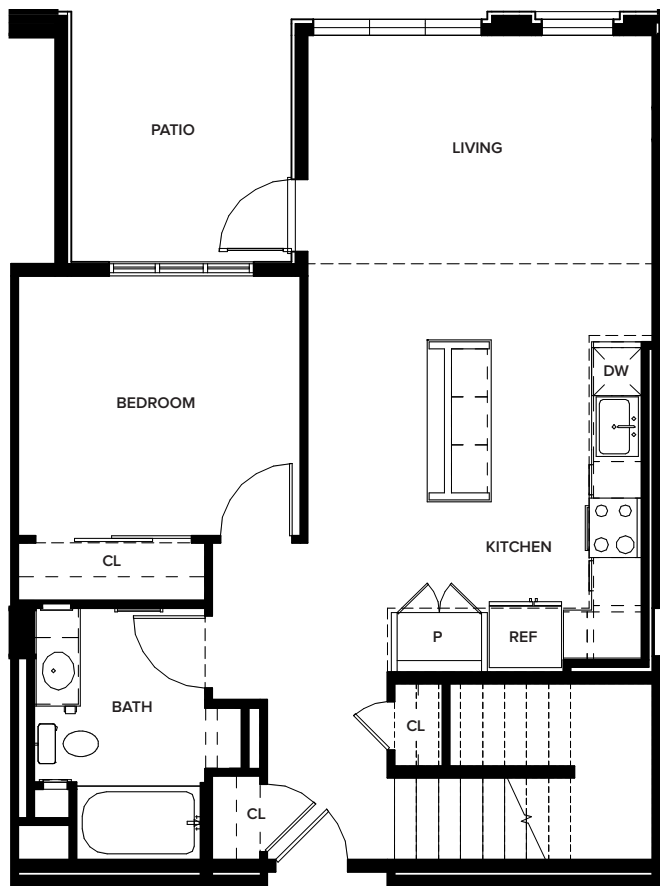 PATIO
LIVING
DW
BEDROOM
KITCHEN
CL
P
REF
BATH
CL
CL